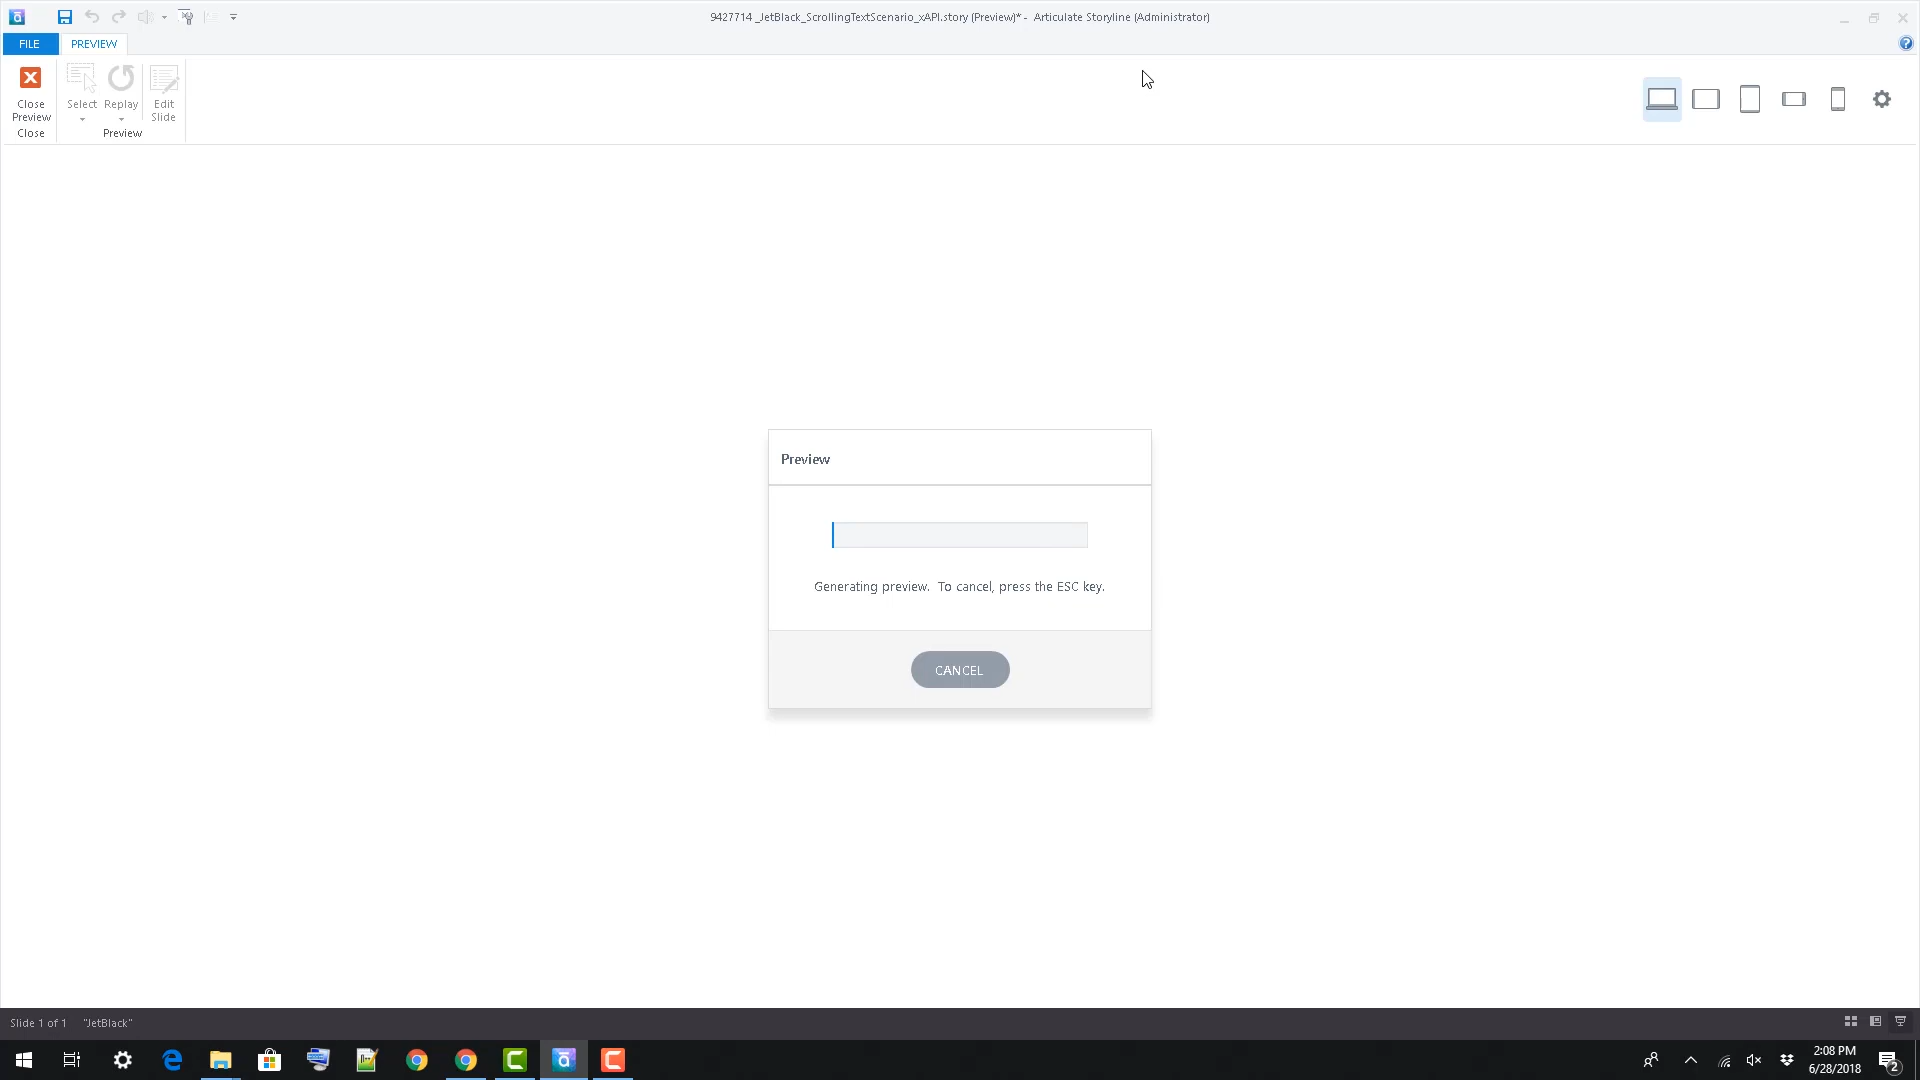 9427714 _JetBlack_ScrollingTextScenario_xAPI.story (Preview)* - Articulate Storyline (Administrator)
FILE
PREVIEW
Close Preview
Select
Replay
Edit Slide
Close
Preview
Preview
Generating preview. To cancel, press the ESC key.
CANCEL
Slide 1 of 1 "JetBlack"
2:08 PM
6/28/2018
2